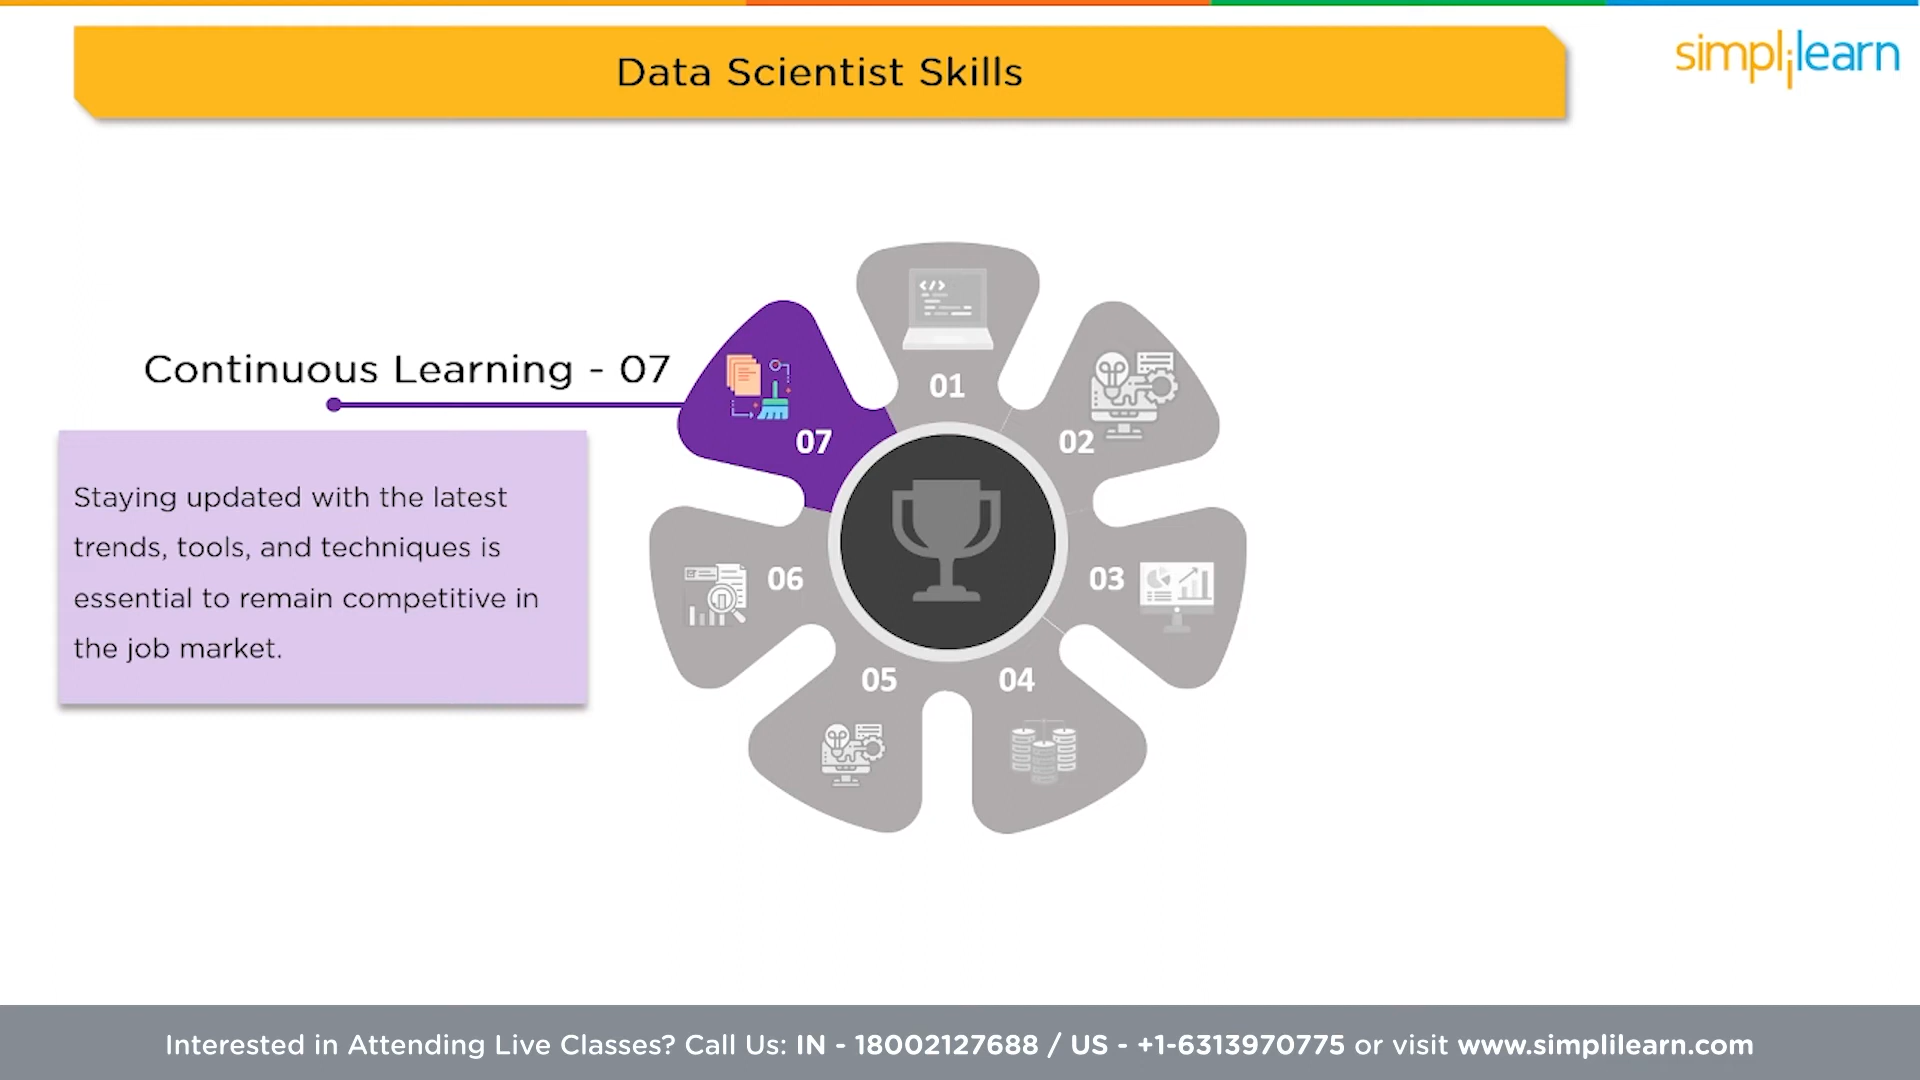 Data Scientist Skills
simplilearn
Continuous Learning - 07
Staying updated with the latest
trends, tools, and techniques is
essential to remain competitive in
the job market.
01
02
03
04
05
06
07
Interested in Attending Live Classes? Call Us: IN - 18002127688 / US - +1-6313970775 or visit www.simplilearn.com